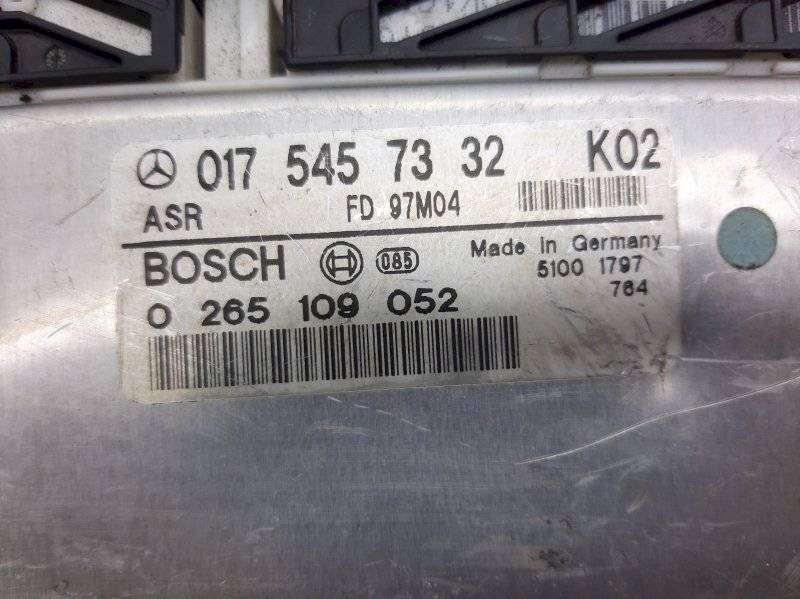 017 545 73 32 K02
ASR FD 97M04
BOSCH 085 Made in Germany
5100 1797
0 265 109 052 764